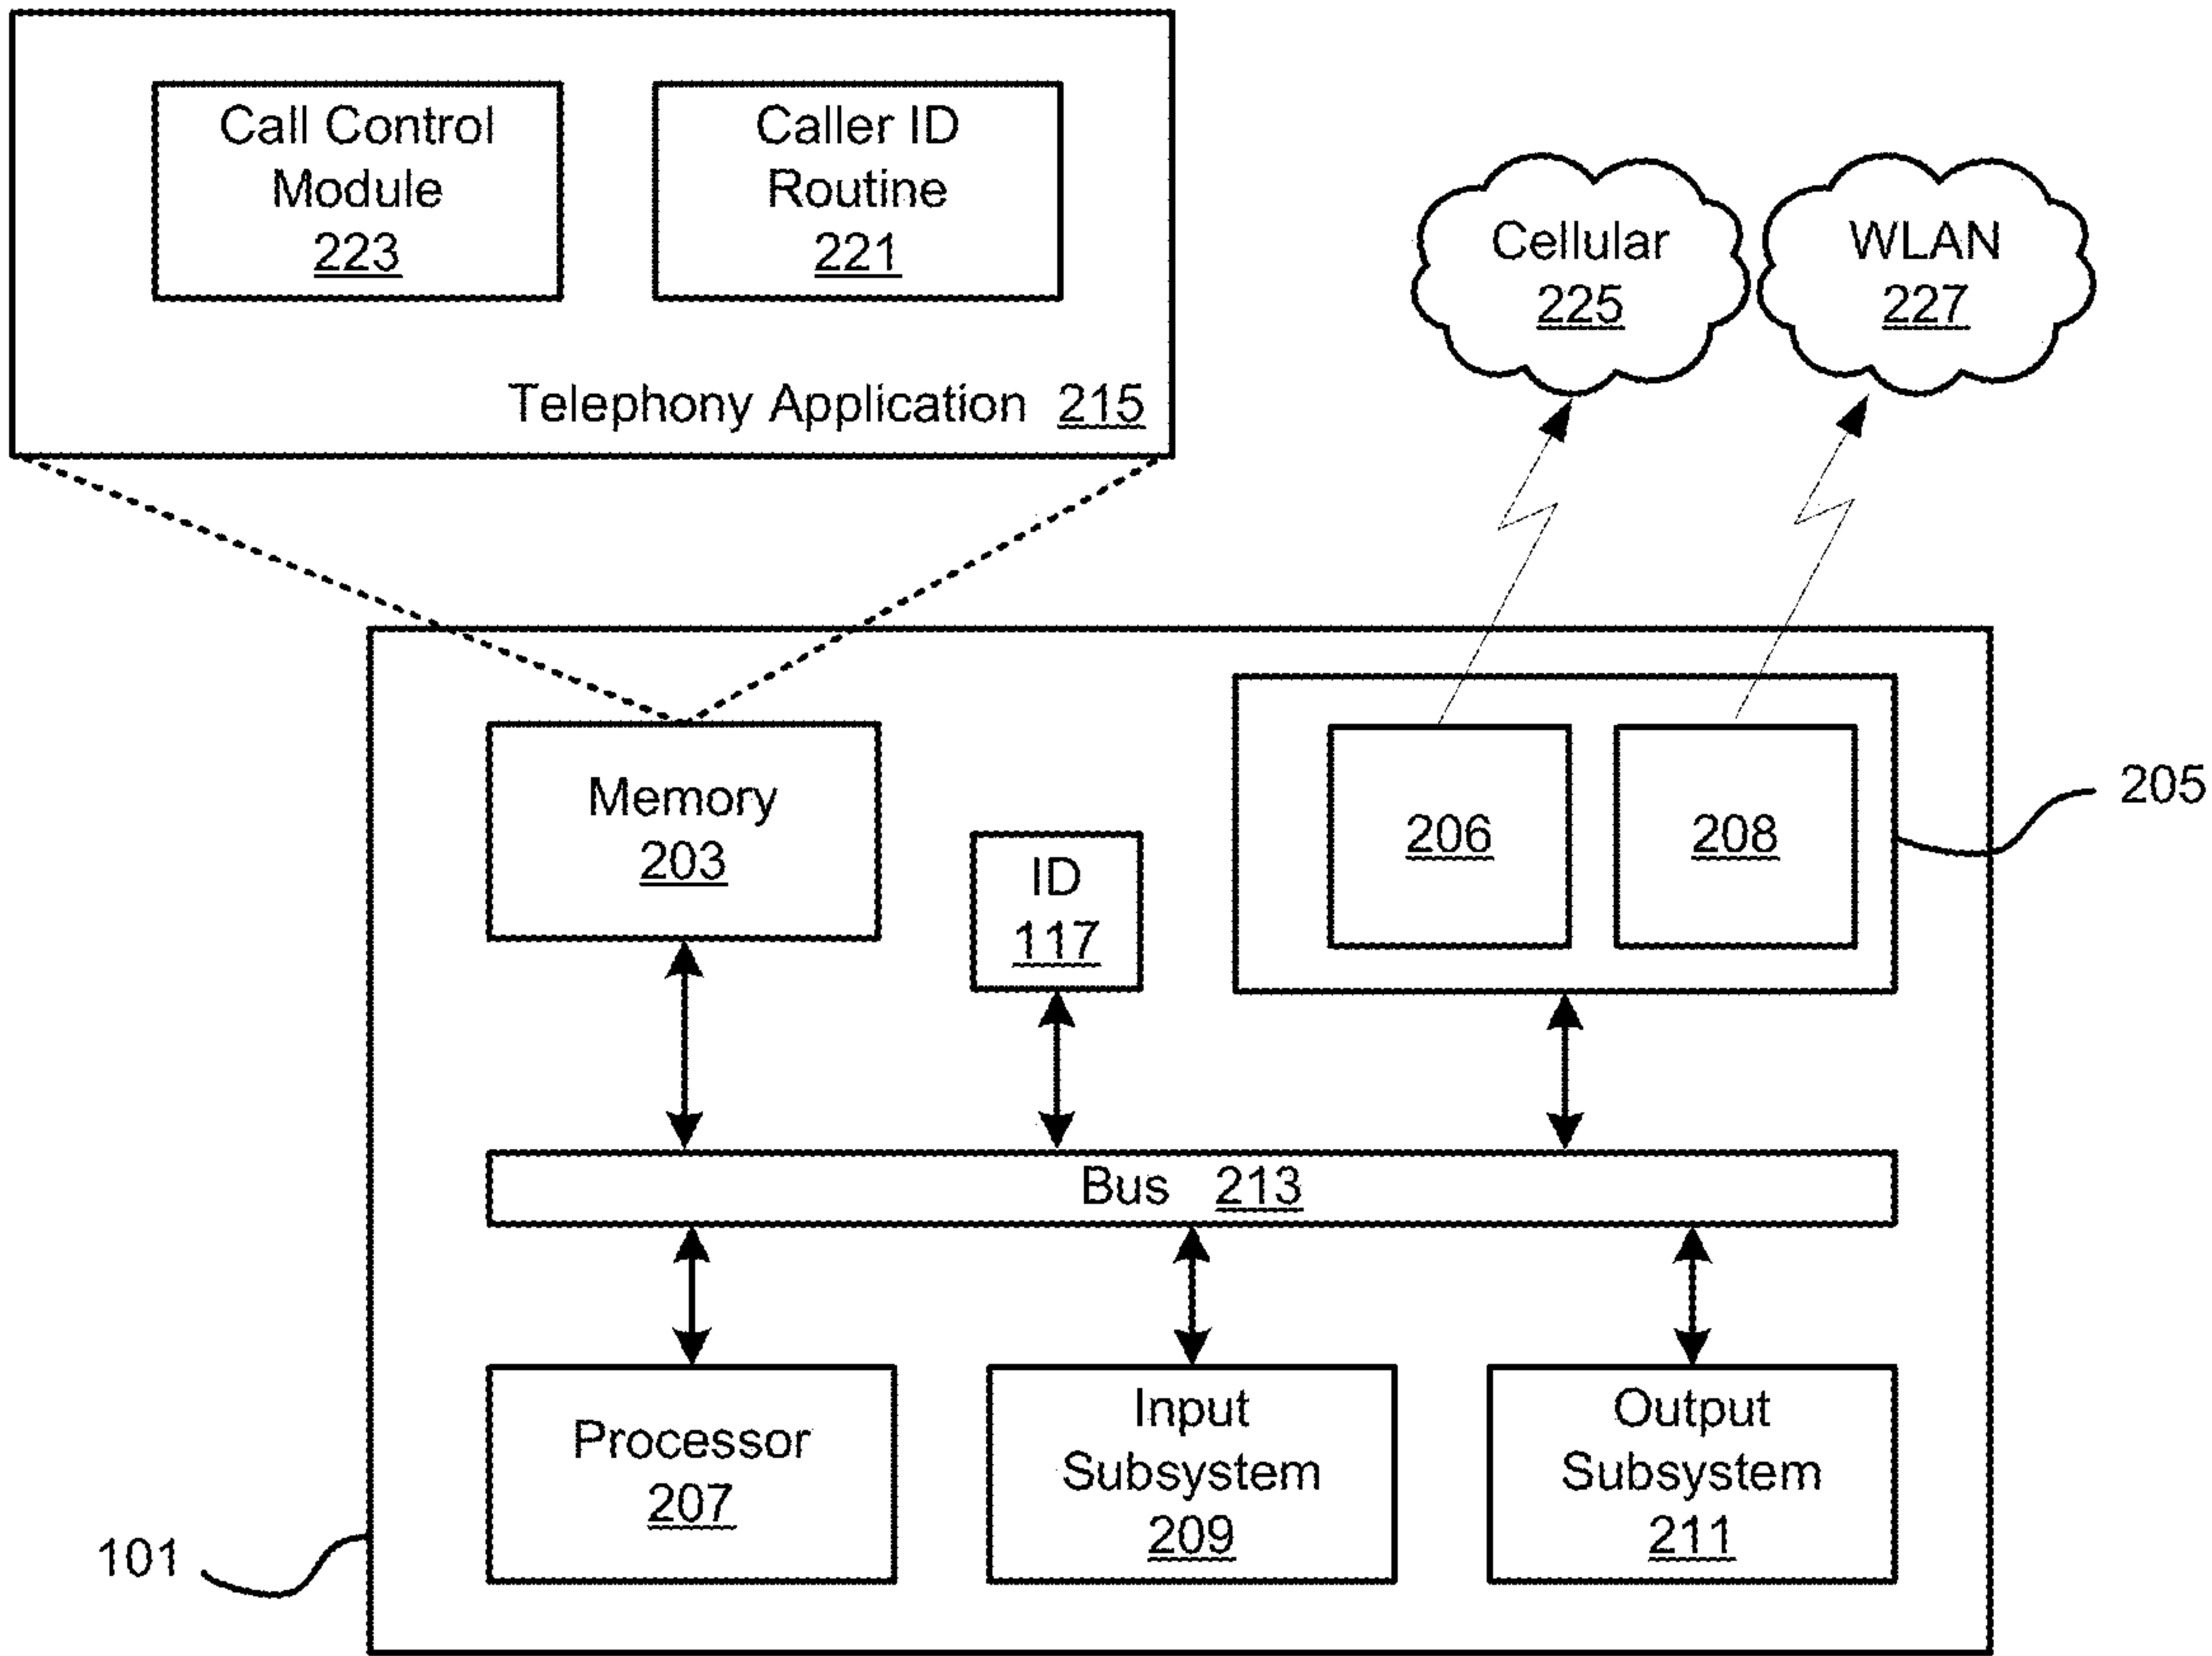 Call Control
Module
223
Caller ID
Routine
221
Telephony Application 215
Cellular
225
WLAN
227
Memory
203
ID
117
206
208
205
Bus 213
Processor
207
Input
Subsystem
209
Output
Subsystem
211
101